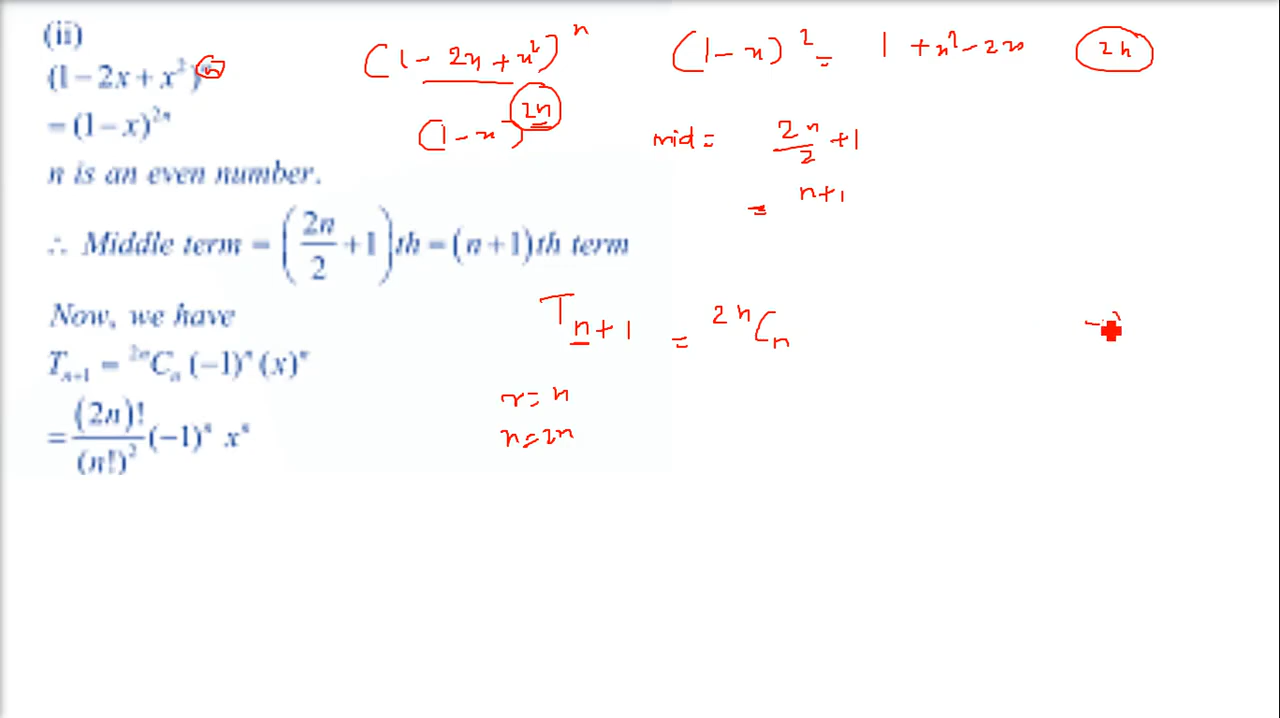 (ii)
(1 − 2x + x²)ⁿ
= (1 − x)²ⁿ
n is an even number.
∴ Middle term = (2n/2 + 1)th = (n + 1)th term
Now, we have
Tₙ₊₁ = ²ⁿCₙ (−1)ⁿ (x)ⁿ
= (2n)!/(n!)² (−1)ⁿ xⁿ
(1 − 2x + x²)ⁿ
(1 − x)²ⁿ
(1 − x)² = 1 + x² − 2x
2n
mid = 2n/2 + 1
= n+1
Tₙ₊₁ = ²ⁿCₙ
r = n
n = 2n